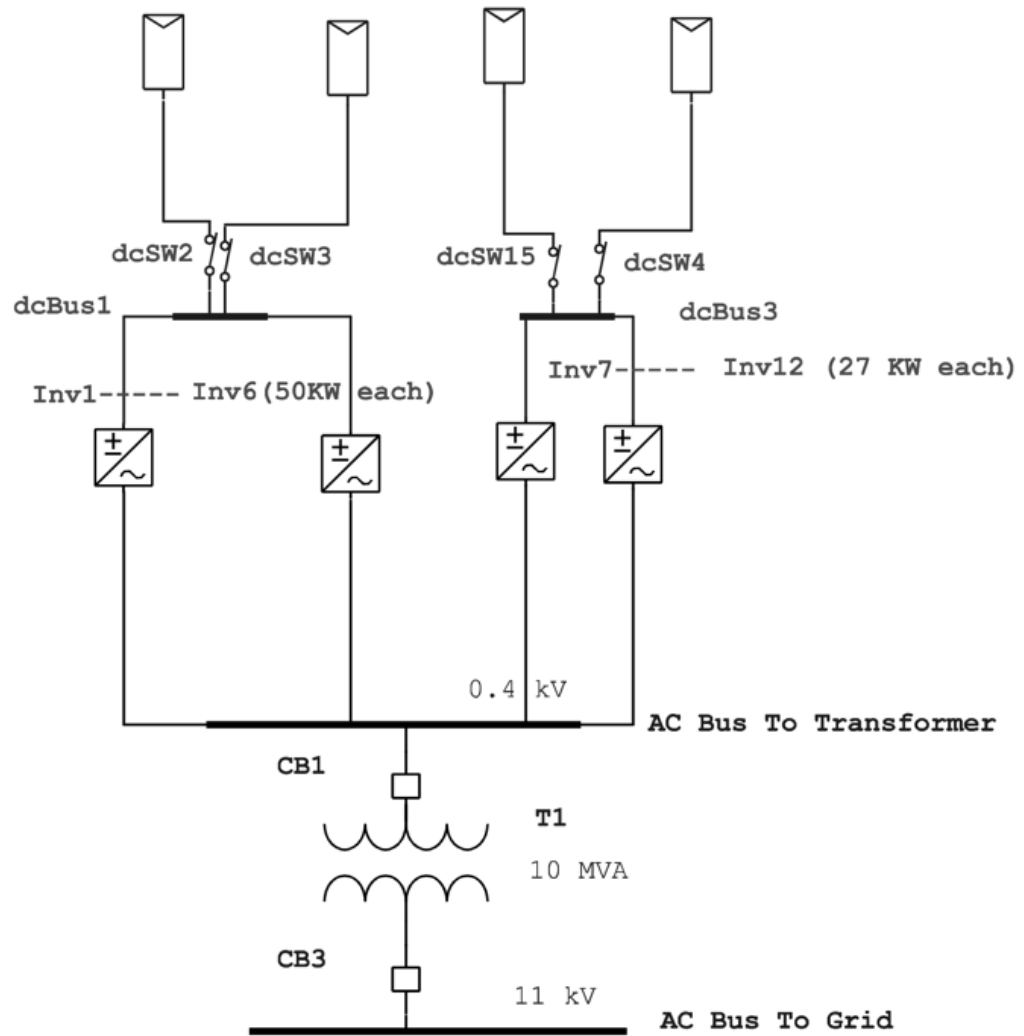 dcSW2
dcSW3
dcSW15
dcSW4
dcBus1
dcBus3
Inv1
Inv6(50KW each)
Inv7
Inv12 (27 KW each)
0.4 kV
AC Bus To Transformer
CB1
T1
10 MVA
CB3
11 kV
AC Bus To Grid